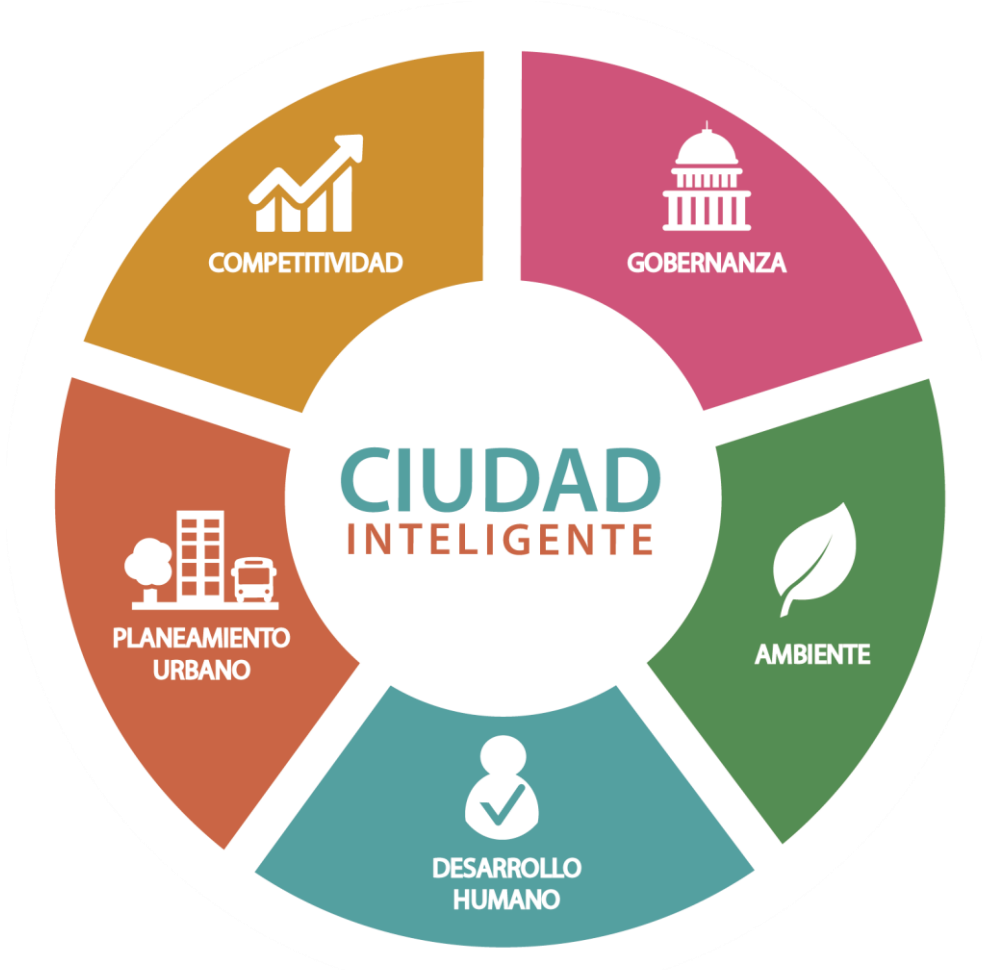 COMPETITIVIDAD
GOBERNANZA
CIUDAD
INTELIGENTE
PLANEAMIENTO
URBANO
AMBIENTE
DESARROLLO
HUMANO